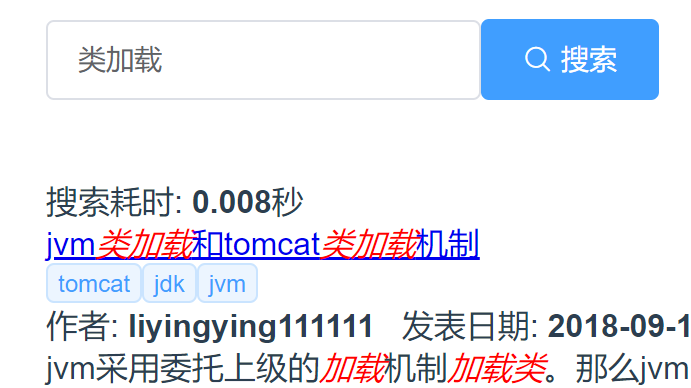 类加载
搜索
搜索耗时: 0.008秒
jvm类加载和tomcat类加载机制
tomcat jdk jvm
作者: liyingying111111 发表日期: 2018-09-1
jvm采用委托上级的加载机制加载类。那么jvm